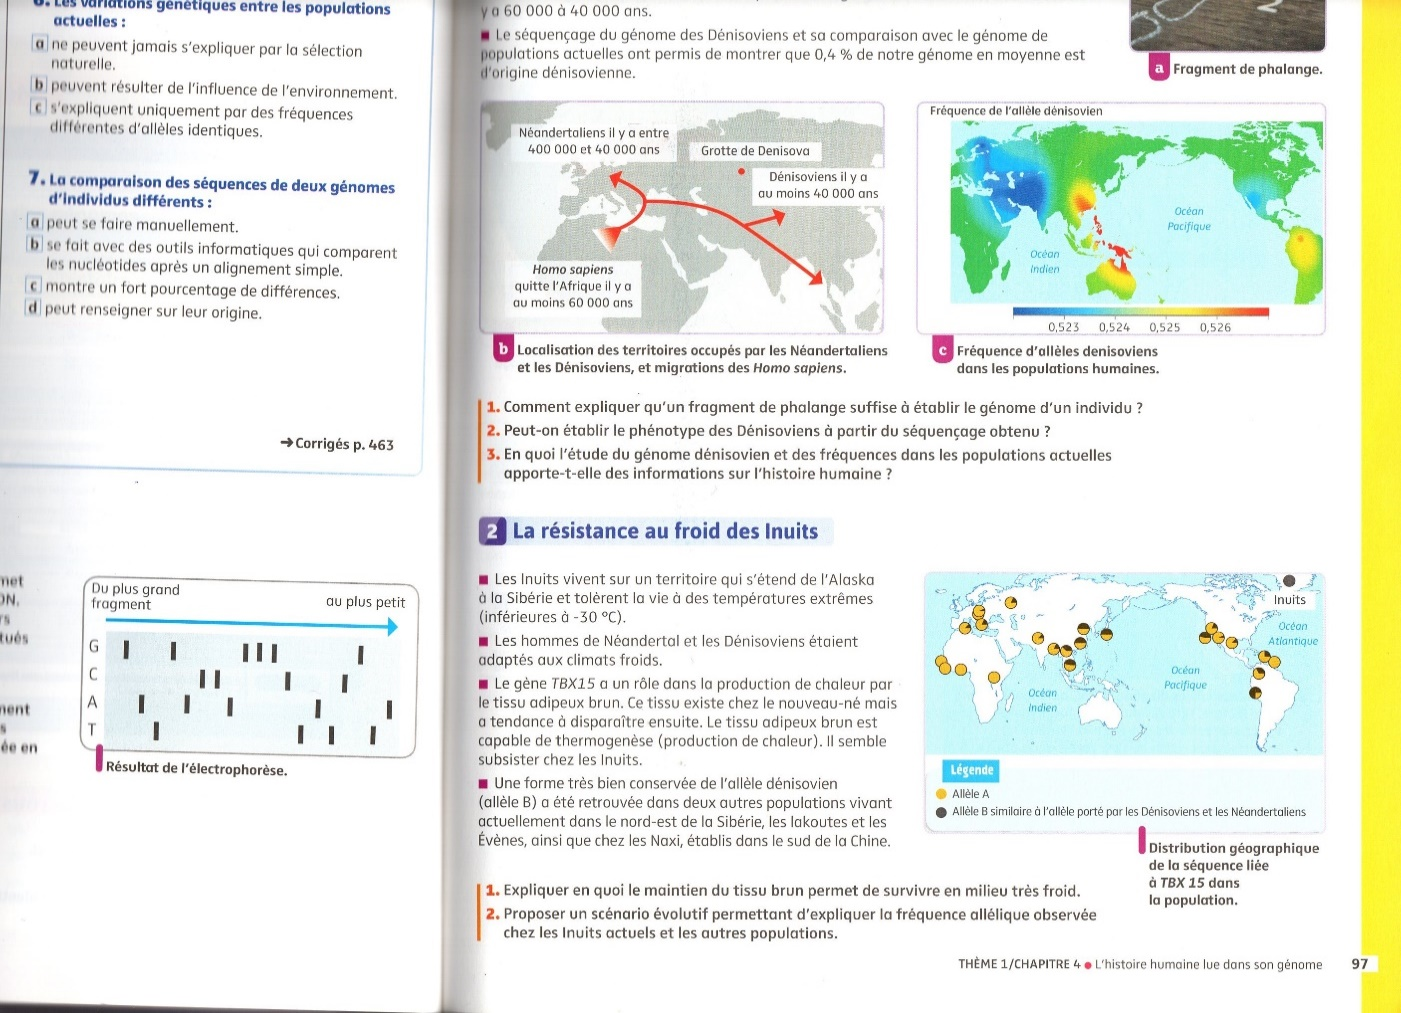 6. Les variations génétiques entre les populations
actuelles :
a ne peuvent jamais s'expliquer par la sélection
naturelle.
b peuvent résulter de l'influence de l'environnement.
c s'expliquent uniquement par des fréquences
différentes d'allèles identiques.
7. La comparaison des séquences de deux génomes
d'individus différents :
a peut se faire manuellement.
b se fait avec des outils informatiques qui comparent
les nucléotides après un alignement simple.
c montre un fort pourcentage de différences.
d peut renseigner sur leur origine.
→ Corrigés p. 463
met
ADN.
tués
ment
ée en
Du plus grand
fragment
au plus petit
G
C
A
T
Résultat de l'électrophorèse.
y a 60 000 à 40 000 ans.
■ Le séquençage du génome des Dénisoviens et sa comparaison avec le génome de
populations actuelles ont permis de montrer que 0,4 % de notre génome en moyenne est
d'origine dénisovienne.
2
a Fragment de phalange.
Néandertaliens il y a entre
400 000 et 40 000 ans
Grotte de Denisova
Dénisoviens il y a
au moins 40 000 ans
Homo sapiens
quitte l'Afrique il y a
au moins 60 000 ans
b Localisation des territoires occupés par les Néandertaliens
et les Dénisoviens, et migrations des Homo sapiens.
Fréquence de l'allèle dénisovien
Océan
Pacifique
Océan
Indien
0,523 0,524 0,525 0,526
c Fréquence d'allèles denisoviens
dans les populations humaines.
1. Comment expliquer qu'un fragment de phalange suffise à établir le génome d'un individu ?
2. Peut-on établir le phénotype des Dénisoviens à partir du séquençage obtenu ?
3. En quoi l'étude du génome dénisovien et des fréquences dans les populations actuelles
apporte-t-elle des informations sur l'histoire humaine ?
2 La résistance au froid des Inuits
■ Les Inuits vivent sur un territoire qui s'étend de l'Alaska
à la Sibérie et tolèrent la vie à des températures extrêmes
(inférieures à -30 °C).
■ Les hommes de Néandertal et les Dénisoviens étaient
adaptés aux climats froids.
■ Le gène TBX15 a un rôle dans la production de chaleur par
le tissu adipeux brun. Ce tissu existe chez le nouveau-né mais
a tendance à disparaître ensuite. Le tissu adipeux brun est
capable de thermogenèse (production de chaleur). Il semble
subsister chez les Inuits.
■ Une forme très bien conservée de l'allèle dénisovien
(allèle B) a été retrouvée dans deux autres populations vivant
actuellement dans le nord-est de la Sibérie, les Iakoutes et les
Évènes, ainsi que chez les Naxi, établis dans le sud de la Chine.
Inuits
Océan
Atlantique
Océan
Pacifique
Océan
Indien
Légende
Allèle A
Allèle B similaire à l'allèle porté par les Dénisoviens et les Néandertaliens
Distribution géographique
de la séquence liée
à TBX 15 dans
la population.
1. Expliquer en quoi le maintien du tissu brun permet de survivre en milieu très froid.
2. Proposer un scénario évolutif permettant d'expliquer la fréquence allélique observée
chez les Inuits actuels et les autres populations.
THÈME 1/CHAPITRE 4 ● L'histoire humaine lue dans son génome 97